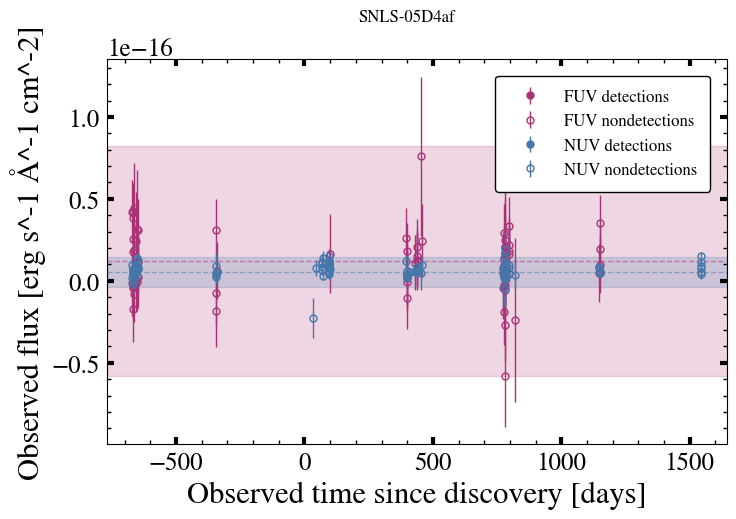 SNLS-05D4af
1e−16
FUV detections
FUV nondetections
NUV detections
NUV nondetections
1.0
0.5
0.0
−0.5
−500
0
500
1000
1500
Observed time since discovery [days]
Observed flux [erg s^-1 Å^-1 cm^-2]